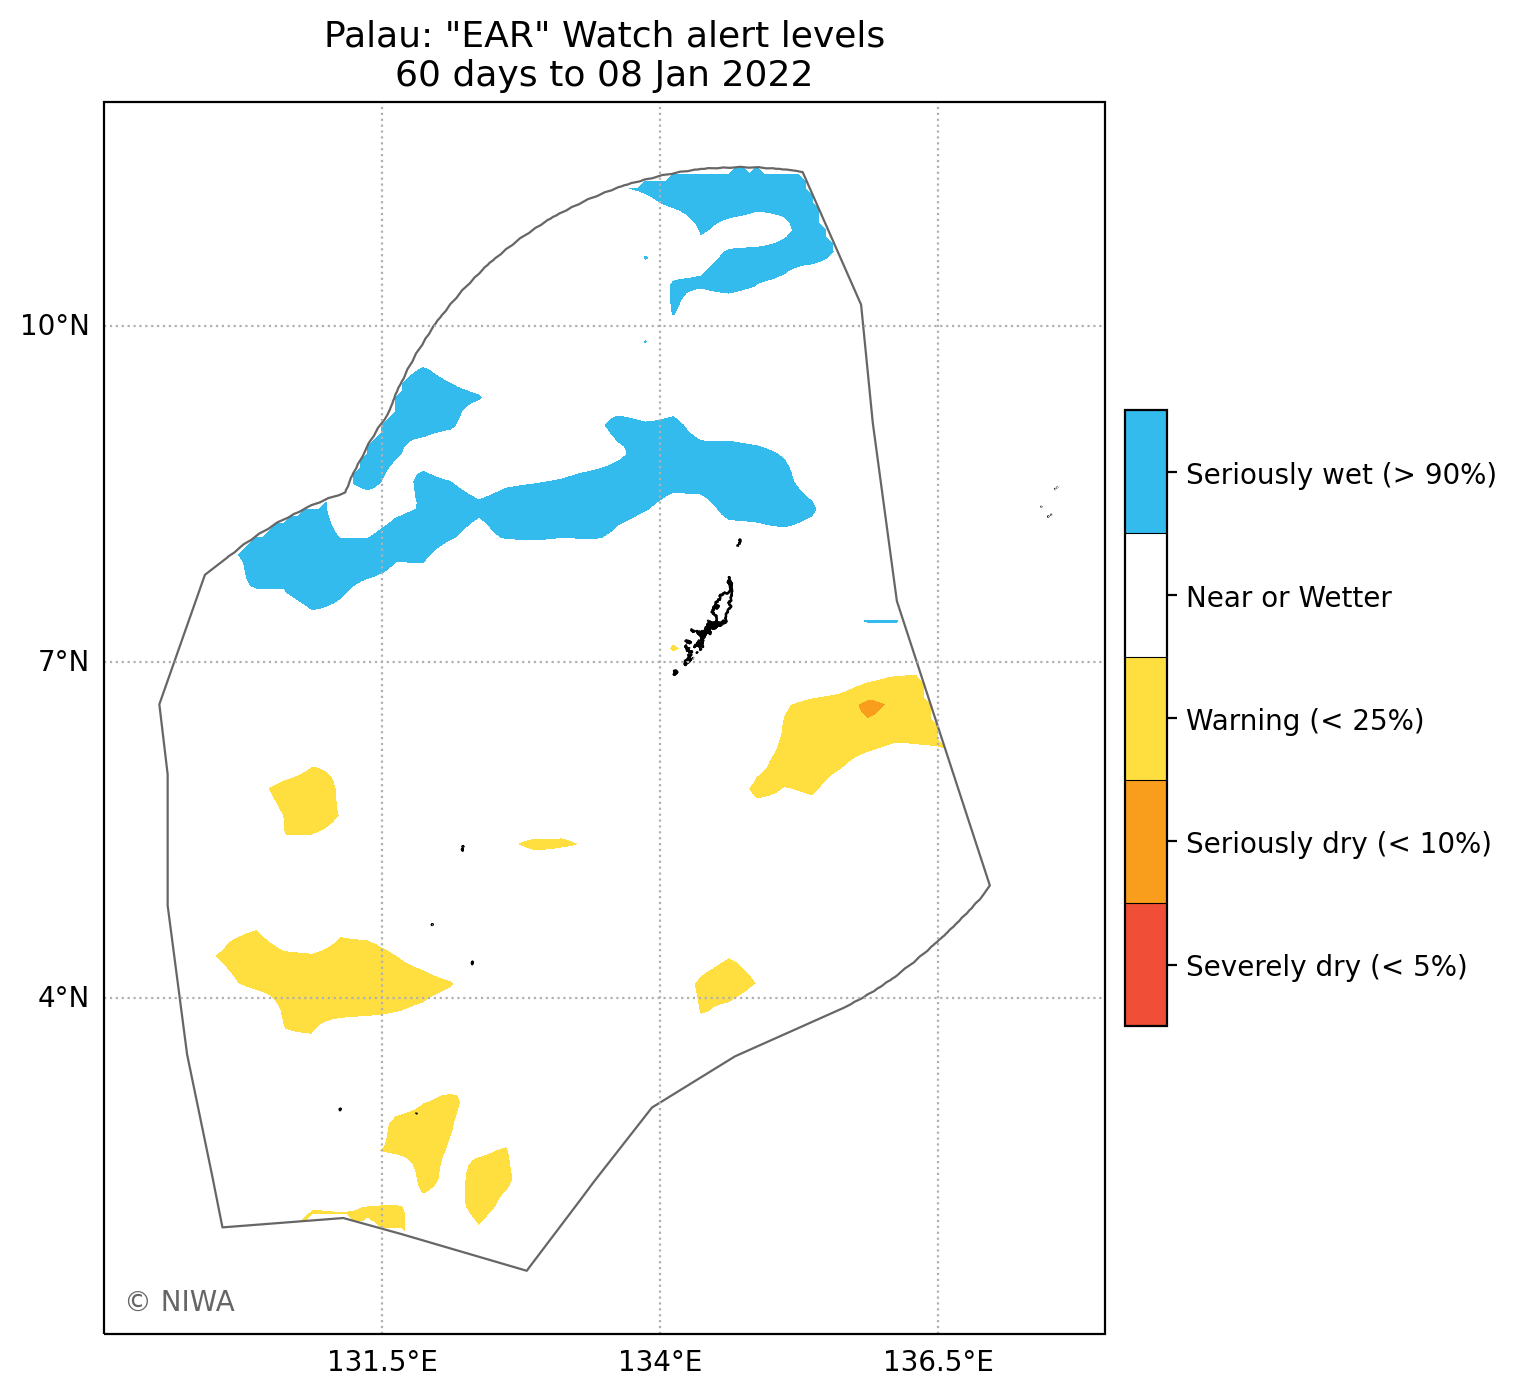 Palau: "EAR" Watch alert levels
60 days to 08 Jan 2022
10°N
7°N
4°N
131.5°E
134°E
136.5°E
Seriously wet (> 90%)
Near or Wetter
Warning (< 25%)
Seriously dry (< 10%)
Severely dry (< 5%)
© NIWA